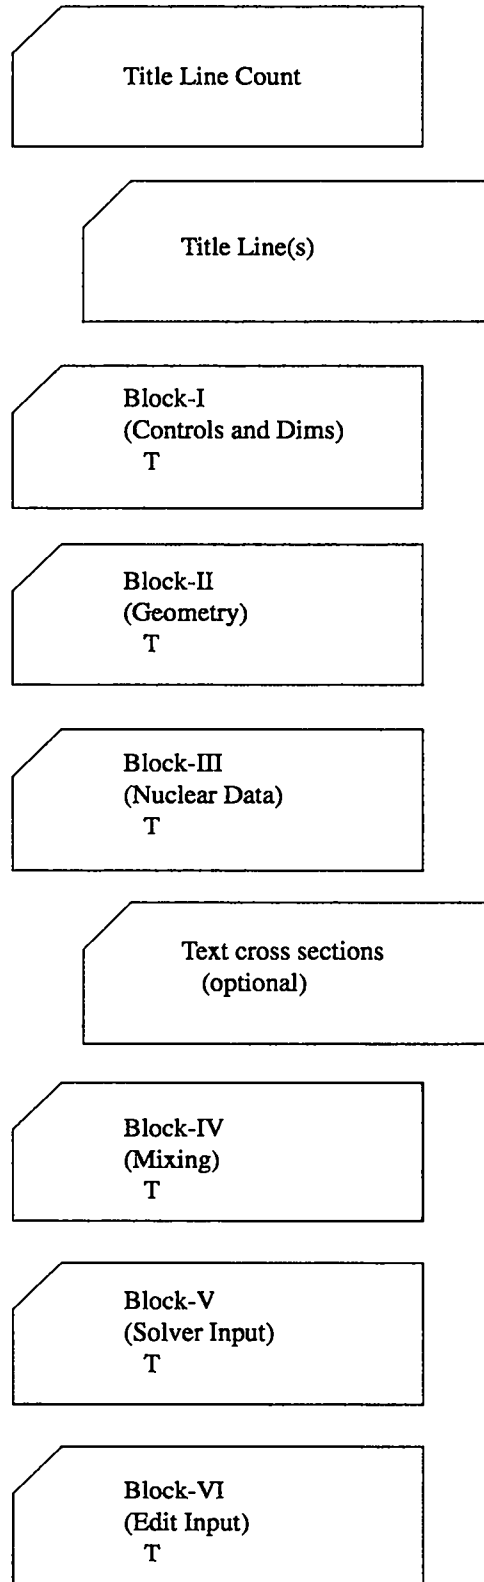 Title Line Count
Title Line(s)
Block-I
(Controls and Dims)
T
Block-II
(Geometry)
T
Block-III
(Nuclear Data)
T
Text cross sections
(optional)
Block-IV
(Mixing)
T
Block-V
(Solver Input)
T
Block-VI
(Edit Input)
T